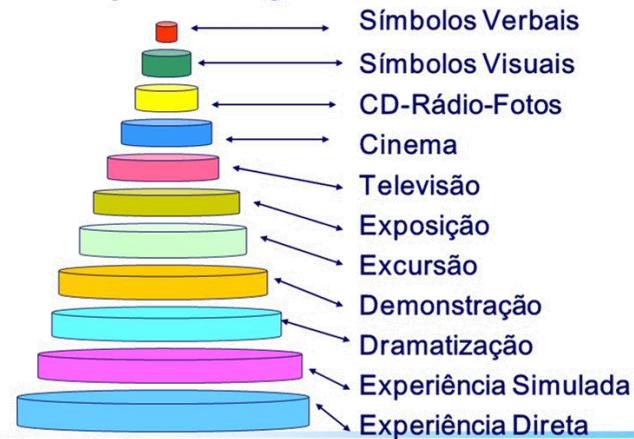 Símbolos Verbais
Símbolos Visuais
CD-Rádio-Fotos
Cinema
Televisão
Exposição
Excursão
Demonstração
Dramatização
Experiência Simulada
Experiência Direta